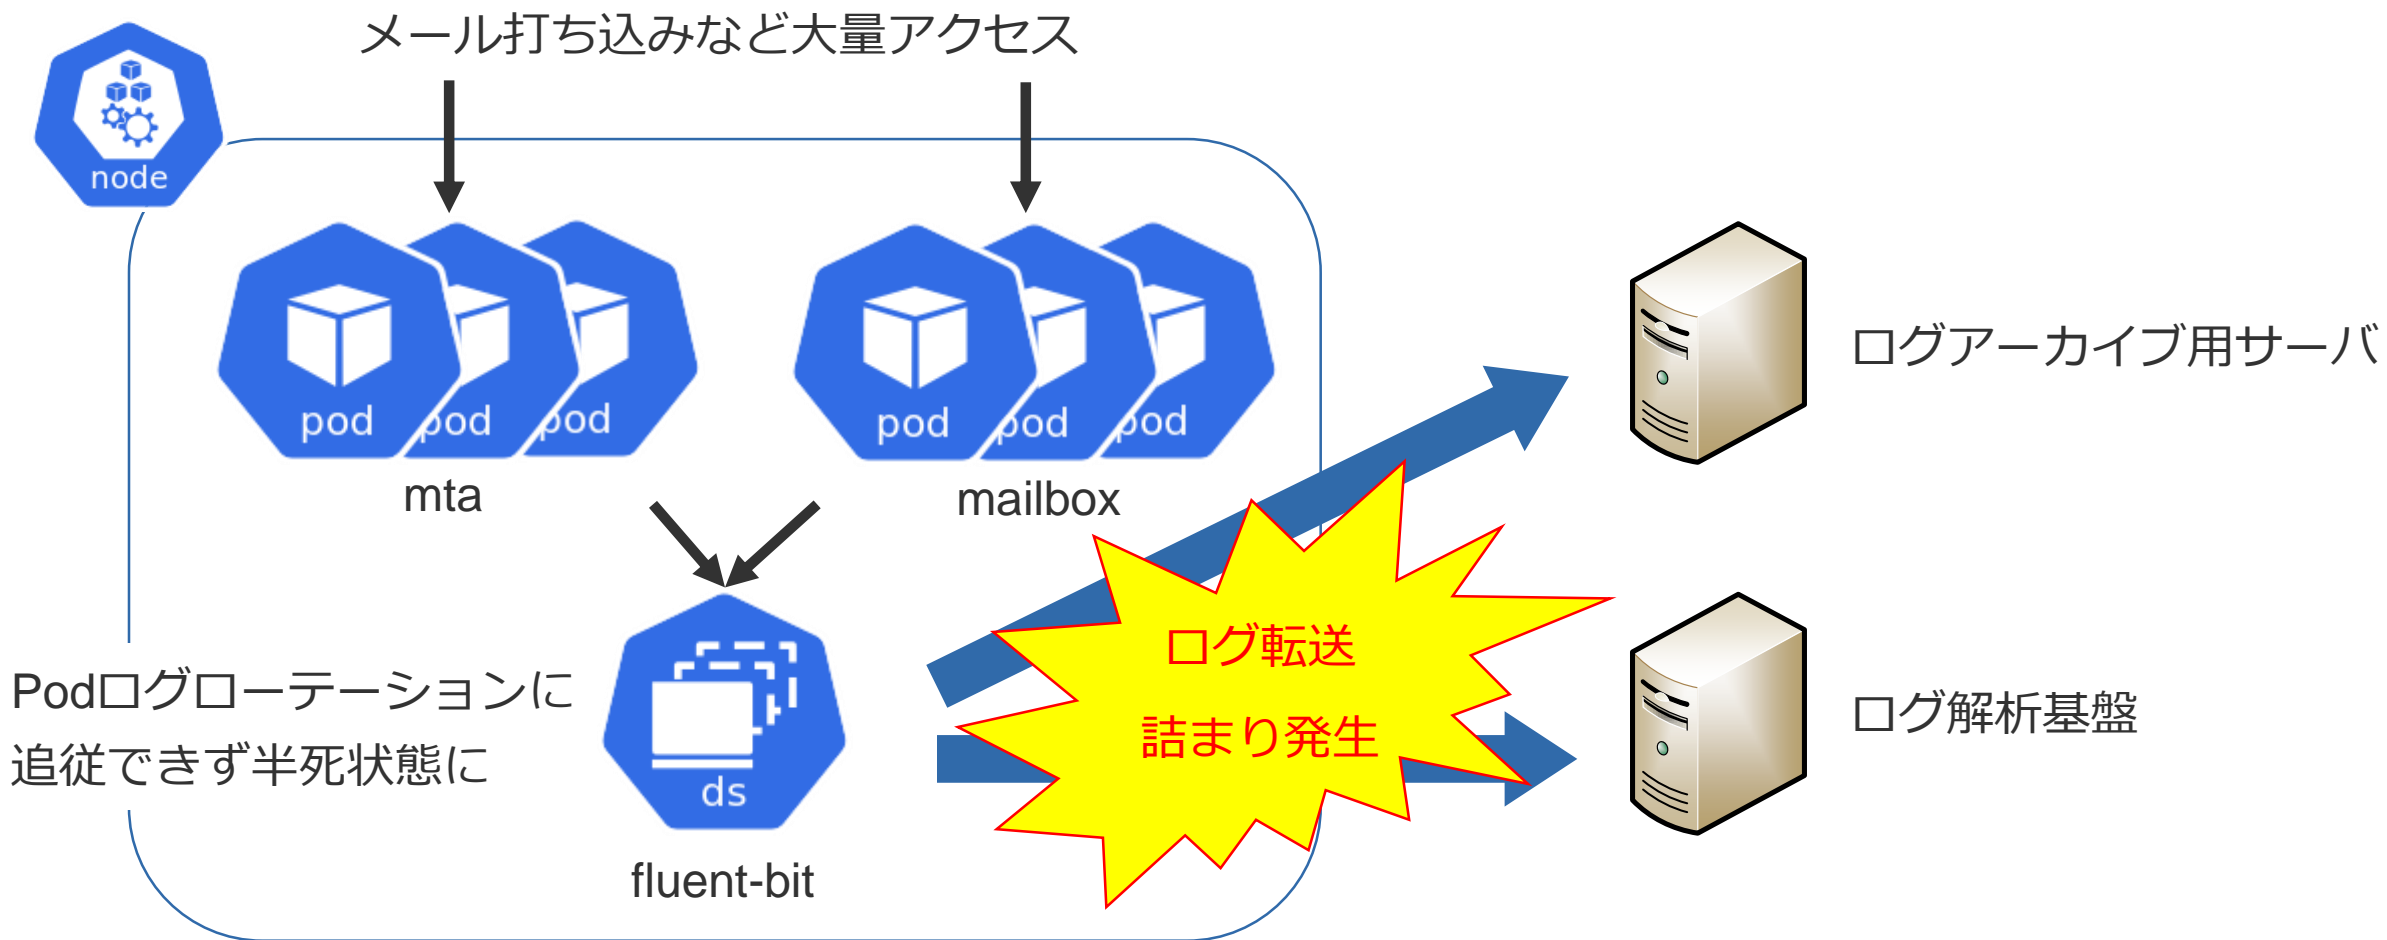 メール打ち込みなど大量アクセス
node
pod
pod
pod
pod
pod
pod
mta
mailbox
ログアーカイブ用サーバ
ログ転送
詰まり発生
Podログローテーションに
追従できず半死状態に
ds
fluent-bit
ログ解析基盤